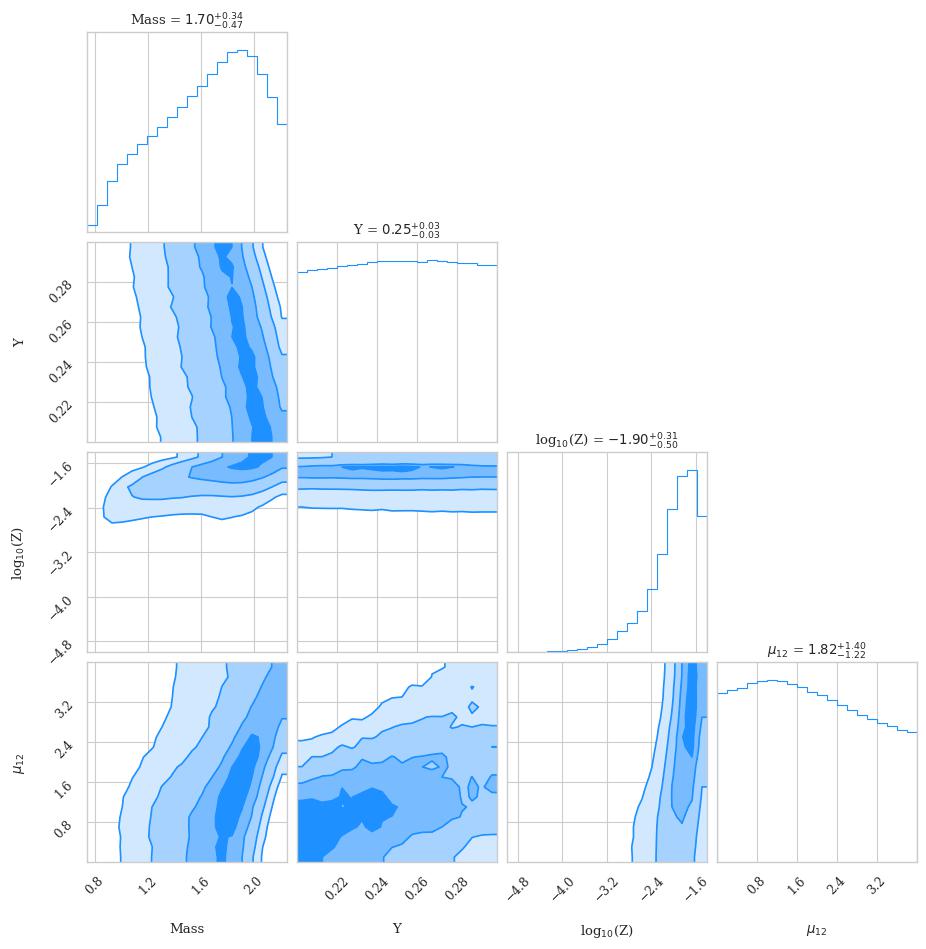 Mass = 1.70+0.34−0.47
Y = 0.25+0.03−0.03
0.28
0.26
0.24
0.22
Y
log10(Z) = −1.90+0.31−0.50
−1.6
−2.4
−3.2
−4.0
−4.8
log10(Z)
μ12 = 1.82+1.40−1.22
3.2
2.4
1.6
0.8
μ12
0.8 1.2 1.6 2.0 0.22 0.24 0.26 0.28 −4.8 −4.0 −3.2 −2.4 −1.6 0.8 1.6 2.4 3.2
Mass Y log10(Z) μ12